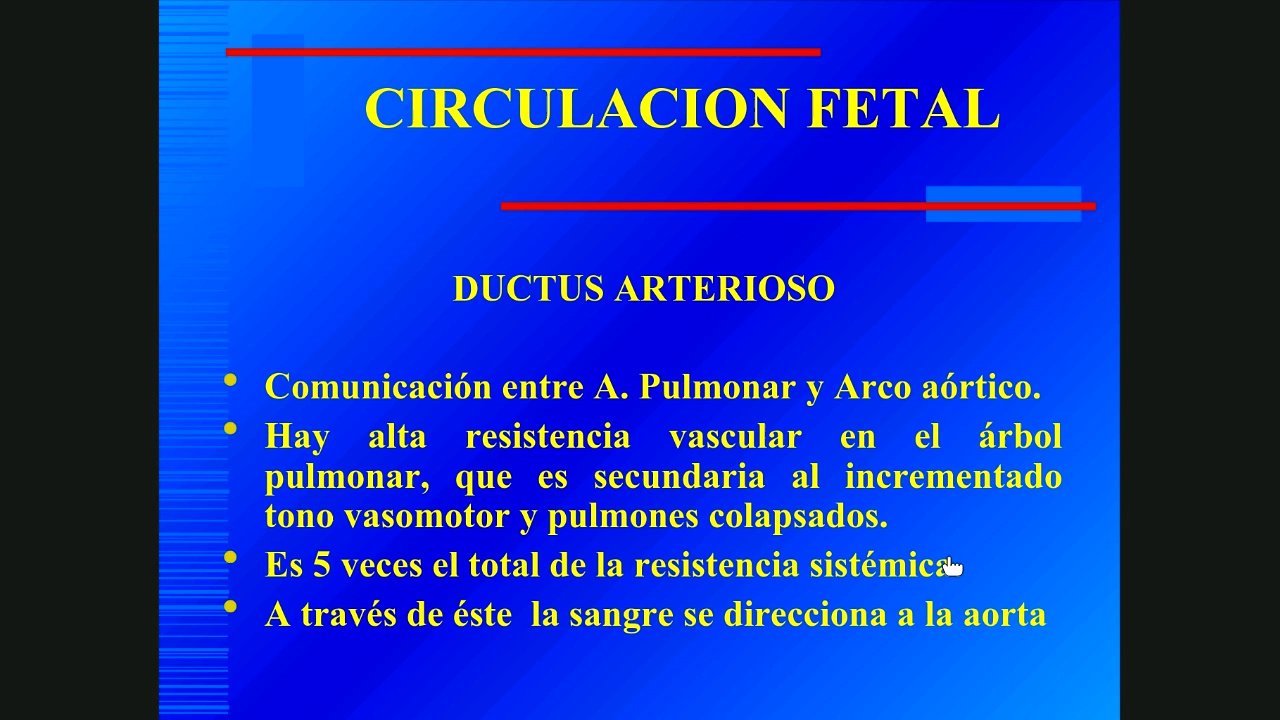 CIRCULACION FETAL
DUCTUS ARTERIOSO
• Comunicación entre A. Pulmonar y Arco aórtico.
• Hay alta resistencia vascular en el árbol
pulmonar, que es secundaria al incrementado
tono vasomotor y pulmones colapsados.
• Es 5 veces el total de la resistencia sistémica
• A través de éste la sangre se direcciona a la aorta